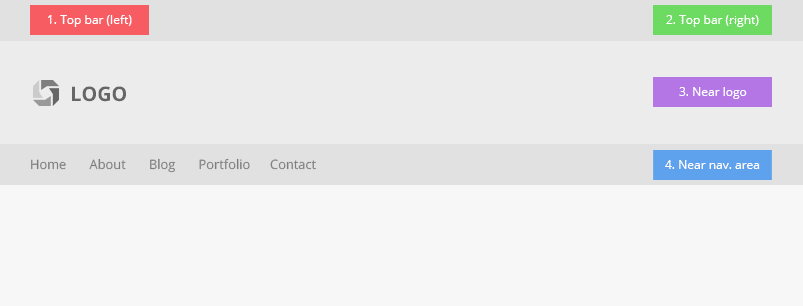 1. Top bar (left)
2. Top bar (right)
LOGO
3. Near logo
Home About Blog Portfolio Contact
4. Near nav. area